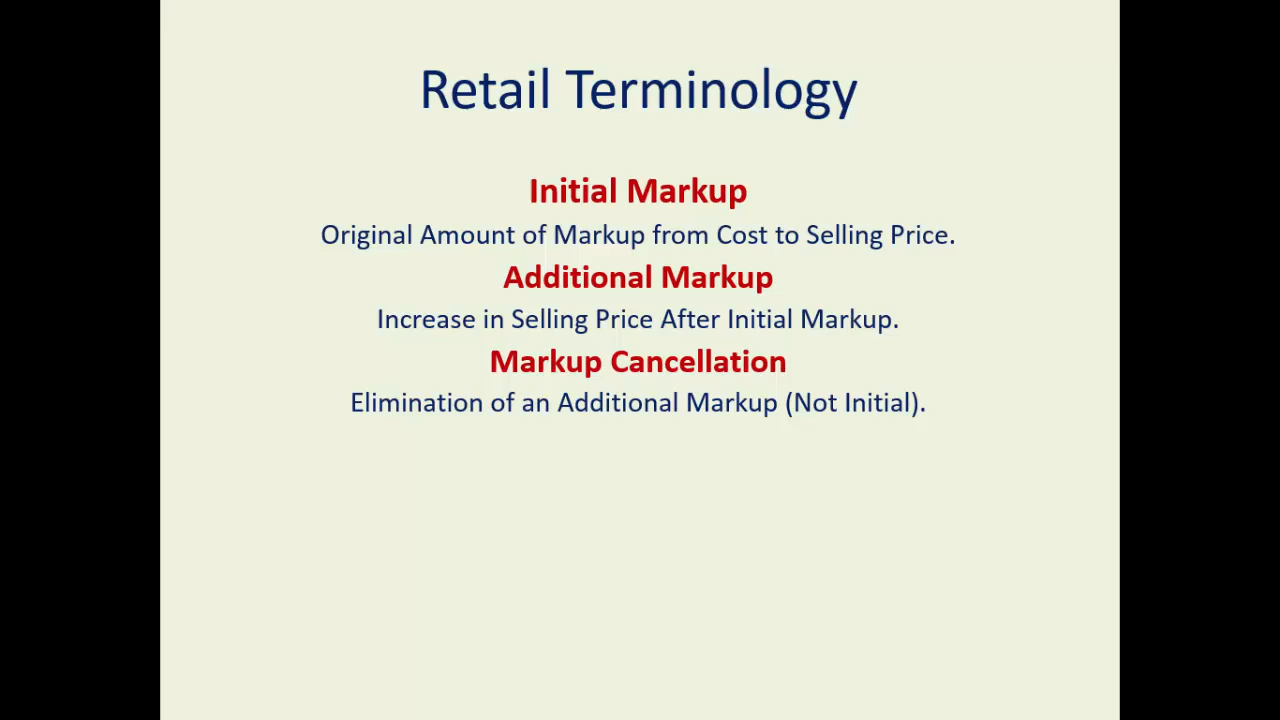 Retail Terminology
Initial Markup
Original Amount of Markup from Cost to Selling Price.
Additional Markup
Increase in Selling Price After Initial Markup.
Markup Cancellation
Elimination of an Additional Markup (Not Initial).